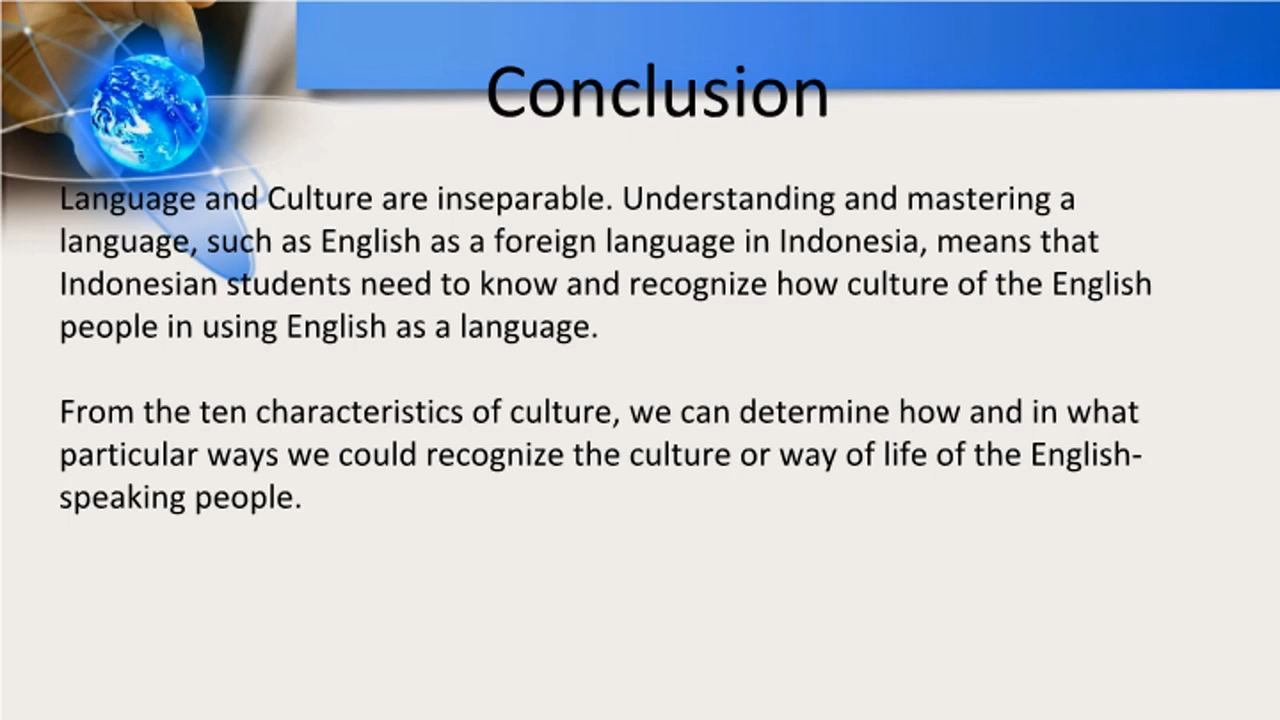 Conclusion
Language and Culture are inseparable. Understanding and mastering a
language, such as English as a foreign language in Indonesia, means that
Indonesian students need to know and recognize how culture of the English
people in using English as a language.
From the ten characteristics of culture, we can determine how and in what
particular ways we could recognize the culture or way of life of the English-
speaking people.